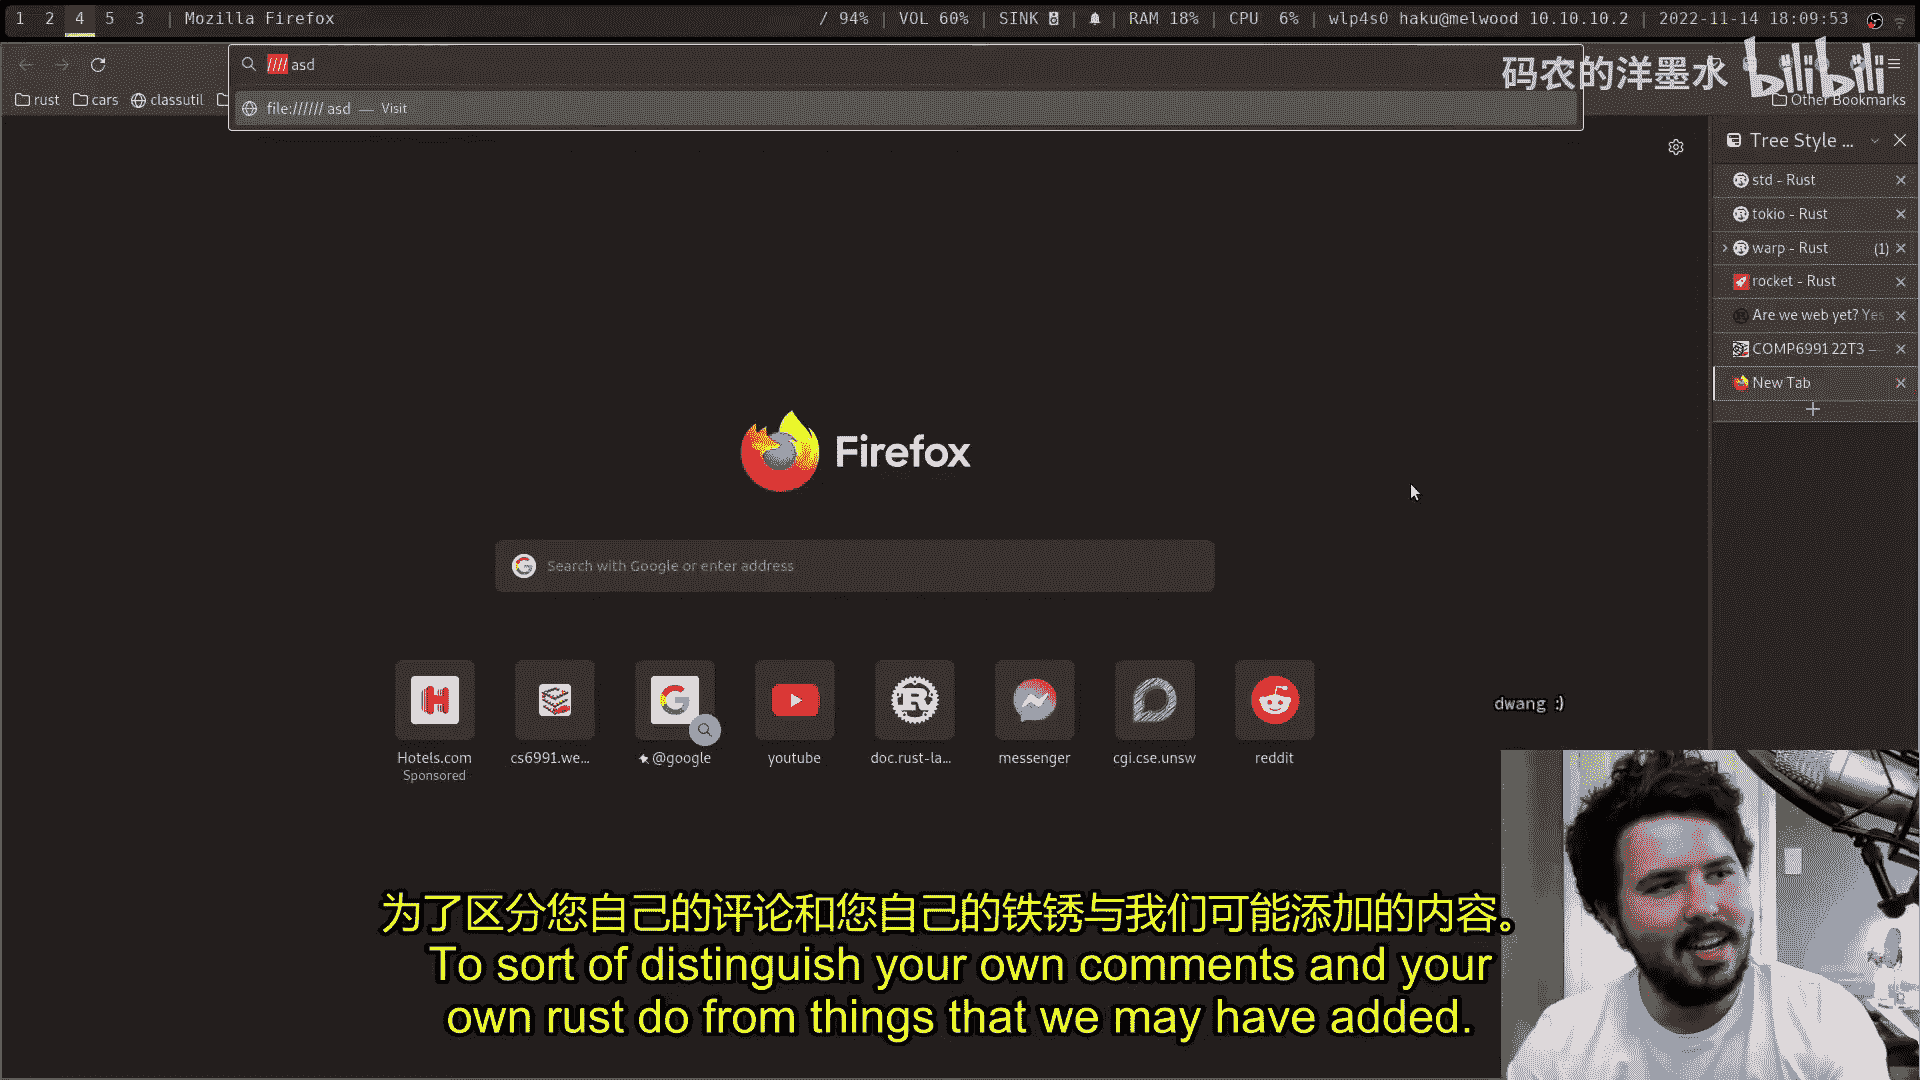 1 2 4 5 3 | Mozilla Firefox
/ 94% | VOL 60% | SINK | | RAM 18% | CPU 6% | wlp4s0 haku@melwood 10.10.10.2 | 2022-11-14 18:09:53
//// asd
码农的洋墨水 bilibili
rust cars classutil
Other Bookmarks
file:////// asd — Visit
Tree Style ...
std - Rust
tokio - Rust
warp - Rust (1)
rocket - Rust
Are we web yet? Yes
COMP6991 22T3 —
New Tab
Firefox
Search with Google or enter address
Hotels.com
Sponsored
cs6991.we...
@google
youtube
doc.rust-la...
messenger
cgi.cse.unsw
reddit
dwang :)
为了区分您自己的评论和您自己的铁锈与我们可能添加的内容。
To sort of distinguish your own comments and your
own rust do from things that we may have added.